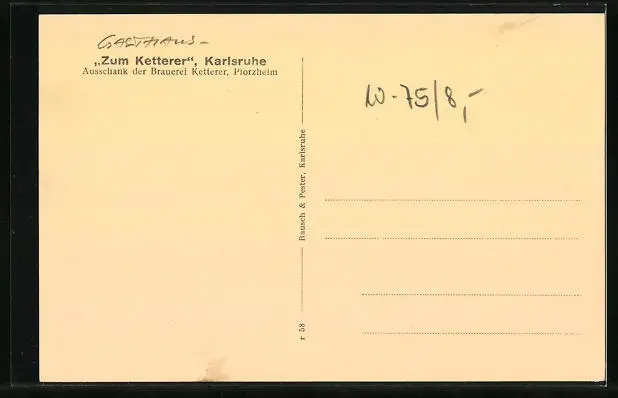 GASTHAUS-
„Zum Ketterer“, Karlsruhe
Ausschank der Brauerei Ketterer, Pforzheim
W-75/8,-
Bausch & Pester, Karlsruhe
r 58